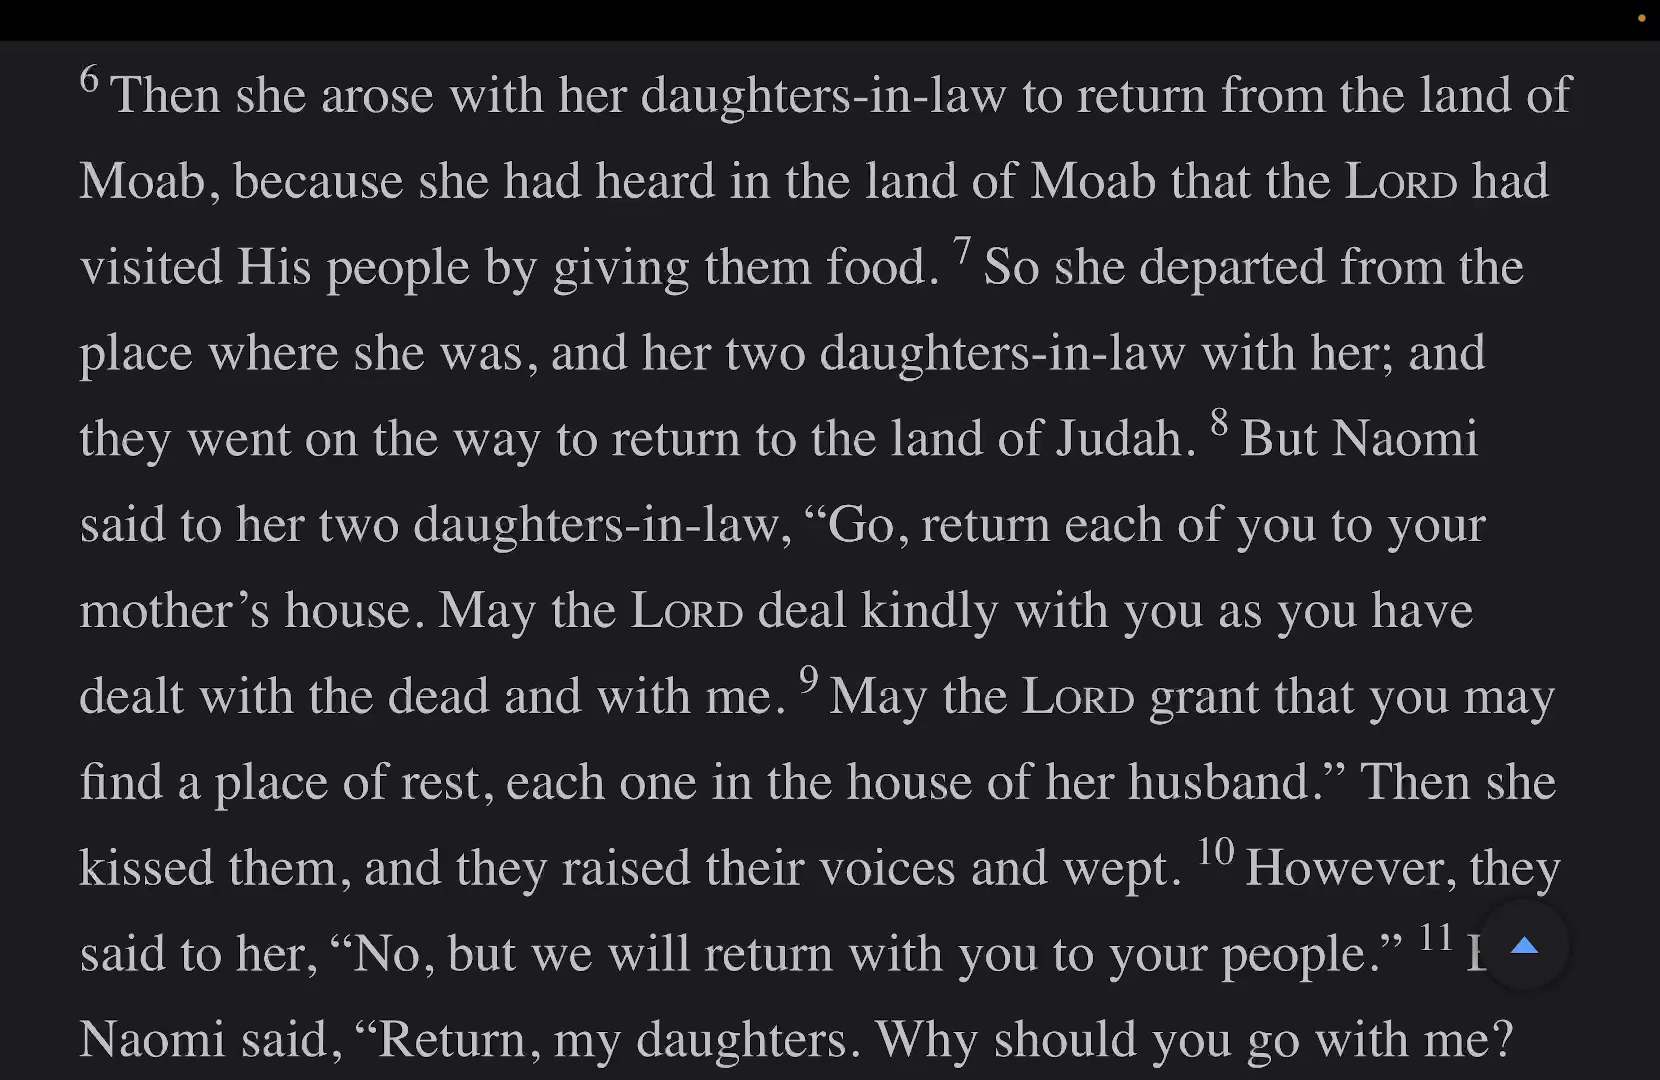 6 Then she arose with her daughters-in-law to return from the land of
Moab, because she had heard in the land of Moab that the LORD had
visited His people by giving them food. 7 So she departed from the
place where she was, and her two daughters-in-law with her; and
they went on the way to return to the land of Judah. 8 But Naomi
said to her two daughters-in-law, “Go, return each of you to your
mother’s house. May the LORD deal kindly with you as you have
dealt with the dead and with me. 9 May the LORD grant that you may
find a place of rest, each one in the house of her husband.” Then she
kissed them, and they raised their voices and wept. 10 However, they
said to her, “No, but we will return with you to your people.” 11
Naomi said, “Return, my daughters. Why should you go with me?